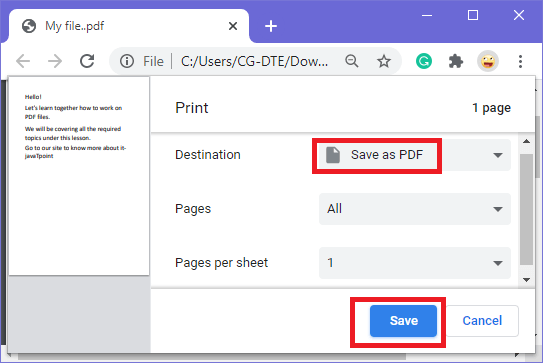 My file..pdf
File
C:/Users/CG-DTE/Dow...
Hello!
Let's learn together how to work on
PDF files.
We will be covering all the required
topics under this lesson.
Go to our site to know more about it-
javaTpoint
Print
1 page
Destination
Save as PDF
Pages
All
Pages per sheet
1
Save
Cancel